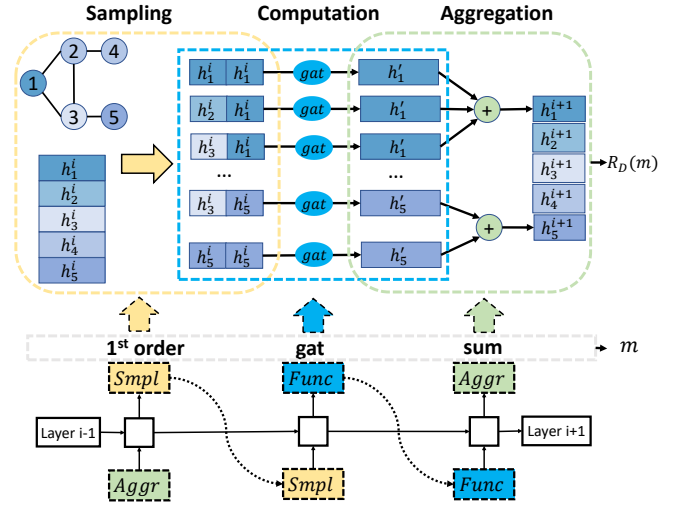 Sampling Computation Aggregation
1 2 4 3 5
h_1^i
h_2^i
h_3^i
h_4^i
h_5^i
h_1^i h_1^i gat h_1'
h_2^i h_1^i gat h_1'
h_3^i h_1^i gat h_1'
... ...
h_3^i h_5^i gat h_5'
h_5^i h_5^i gat h_5'
+
+
h_1^{i+1}
h_2^{i+1}
h_3^{i+1}
h_4^{i+1}
h_5^{i+1}
R_D(m)
1st order gat sum m
Smpl Func Aggr
Layer i-1 Layer i+1
Aggr Smpl Func